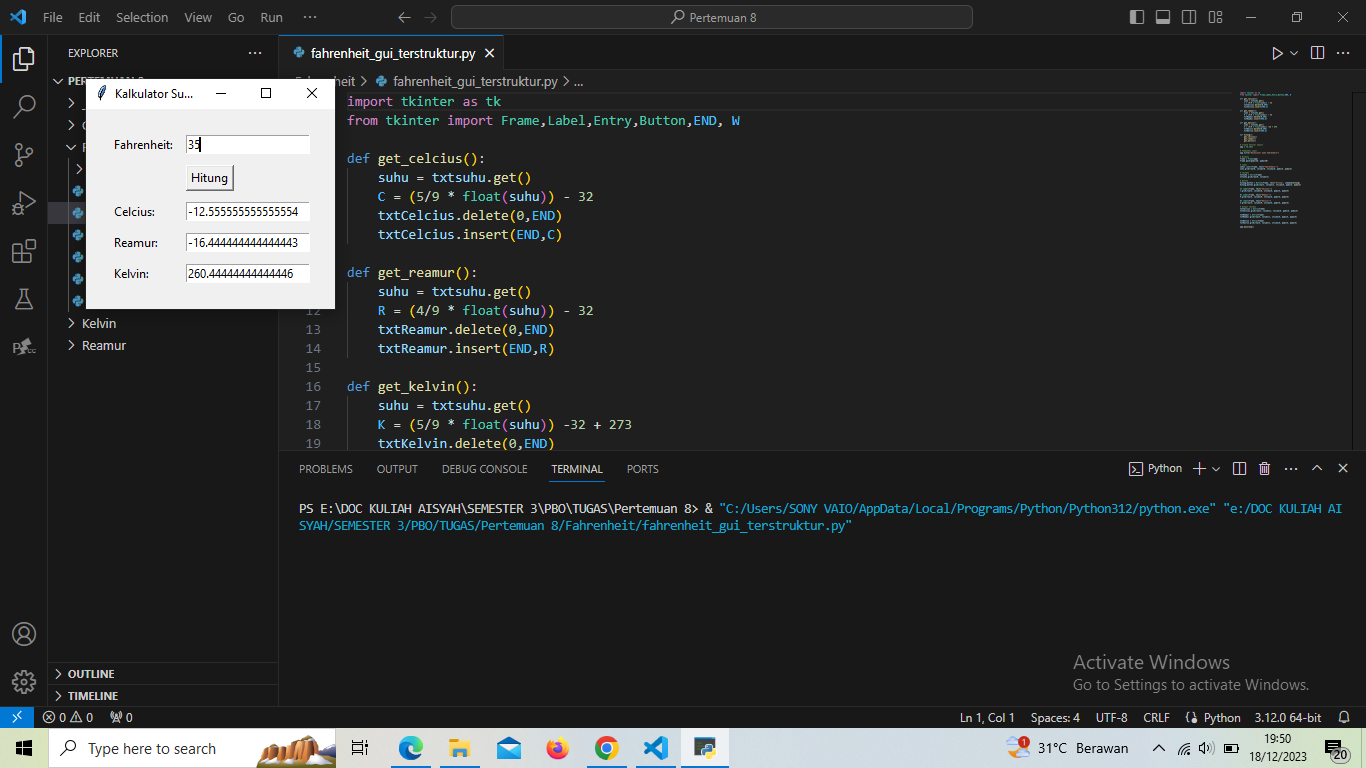 File Edit Selection View Go Run ···
Pertemuan 8
EXPLORER
fahrenheit_gui_terstruktur.py
fahrenheit_gui_terstruktur.py > ...
Kalkulator Su...
Fahrenheit: 35
Hitung
Celcius: -12.555555555555554
Reamur: -16.444444444444443
Kelvin: 260.44444444444446
Kelvin
Reamur
import tkinter as tk
from tkinter import Frame,Label,Entry,Button,END, W
def get_celcius():
suhu = txtsuhu.get()
C = (5/9 * float(suhu)) - 32
txtCelcius.delete(0,END)
txtCelcius.insert(END,C)
def get_reamur():
suhu = txtsuhu.get()
12 R = (4/9 * float(suhu)) - 32
13 txtReamur.delete(0,END)
14 txtReamur.insert(END,R)
15
16 def get_kelvin():
17 suhu = txtsuhu.get()
18 K = (5/9 * float(suhu)) -32 + 273
19 txtKelvin.delete(0,END)
PROBLEMS OUTPUT DEBUG CONSOLE TERMINAL PORTS
Python
PS E:\DOC KULIAH AISYAH\SEMESTER 3\PBO\TUGAS\Pertemuan 8> & "C:/Users/SONY VAIO/AppData/Local/Programs/Python/Python312/python.exe" "e:/DOC KULIAH AI
SYAH/SEMESTER 3/PBO/TUGAS/Pertemuan 8/Fahrenheit/fahrenheit_gui_terstruktur.py"
OUTLINE
TIMELINE
Activate Windows
Go to Settings to activate Windows.
0 0 0
Ln 1, Col 1 Spaces: 4 UTF-8 CRLF Python 3.12.0 64-bit
Type here to search
1
31°C Berawan
19:50
18/12/2023
20